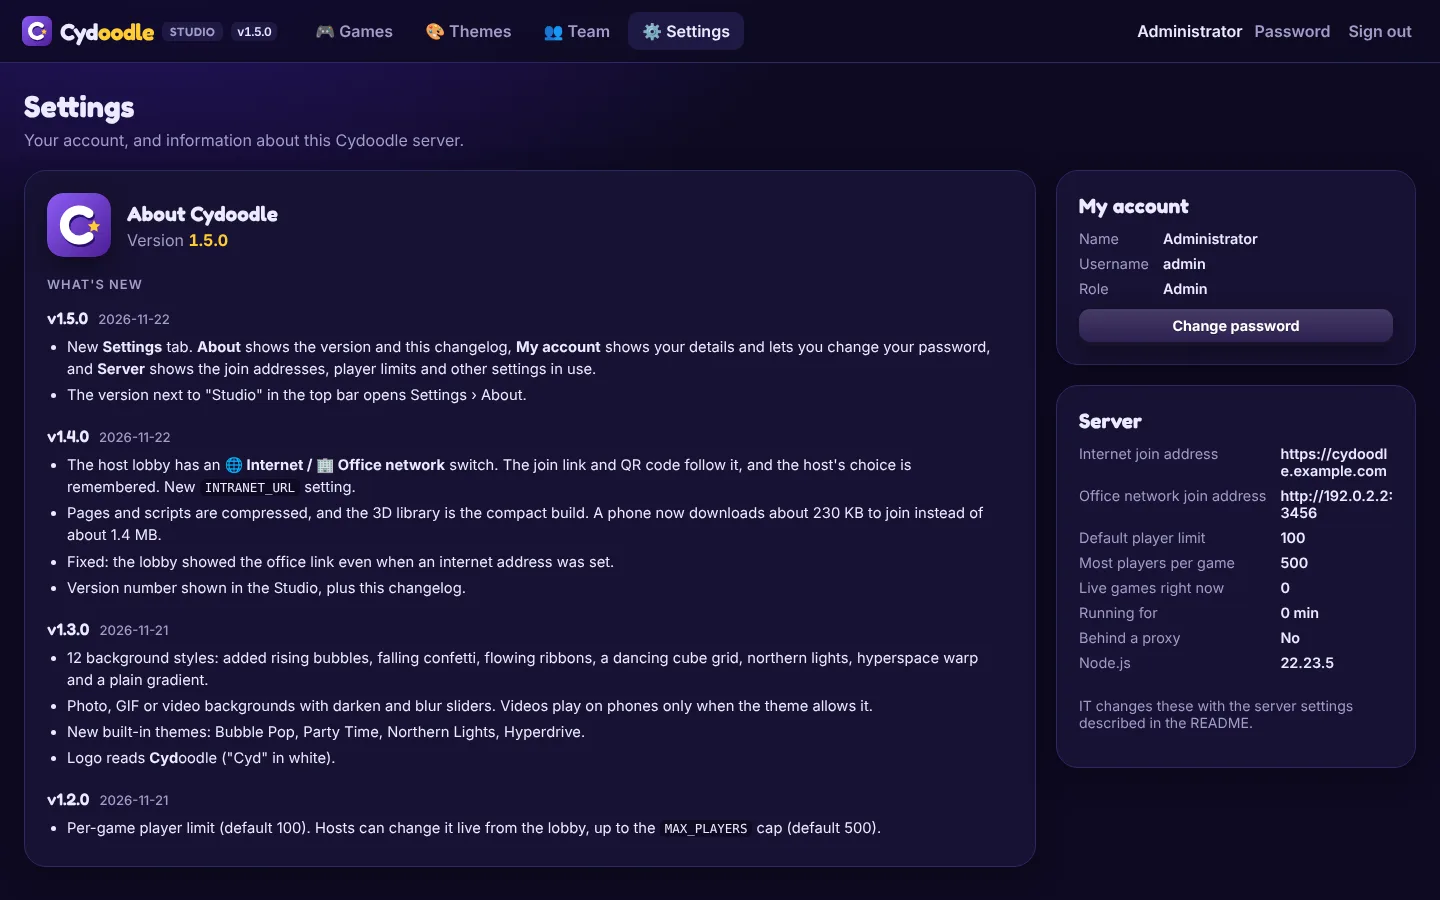 Cydoodle STUDIO v1.5.0 🎮 Games 🎨 Themes 👥 Team ⚙️ Settings Administrator Password Sign out
Settings
Your account, and information about this Cydoodle server.
About Cydoodle
Version 1.5.0
WHAT'S NEW
v1.5.0 2026-11-22
• New Settings tab. About shows the version and this changelog, My account shows your details and lets you change your password,
and Server shows the join addresses, player limits and other settings in use.
• The version next to "Studio" in the top bar opens Settings › About.
v1.4.0 2026-11-22
• The host lobby has an 🌐 Internet / 🏢 Office network switch. The join link and QR code follow it, and the host's choice is
remembered. New INTRANET_URL setting.
• Pages and scripts are compressed, and the 3D library is the compact build. A phone now downloads about 230 KB to join instead of
about 1.4 MB.
• Fixed: the lobby showed the office link even when an internet address was set.
• Version number shown in the Studio, plus this changelog.
v1.3.0 2026-11-21
• 12 background styles: added rising bubbles, falling confetti, flowing ribbons, a dancing cube grid, northern lights, hyperspace warp
and a plain gradient.
• Photo, GIF or video backgrounds with darken and blur sliders. Videos play on phones only when the theme allows it.
• New built-in themes: Bubble Pop, Party Time, Northern Lights, Hyperdrive.
• Logo reads Cydoodle ("Cyd" in white).
v1.2.0 2026-11-21
• Per-game player limit (default 100). Hosts can change it live from the lobby, up to the MAX_PLAYERS cap (default 500).
My account
Name Administrator
Username admin
Role Admin
Change password
Server
Internet join address https://cydoodl
e.example.com
Office network join address http://192.0.2.2:
3456
Default player limit 100
Most players per game 500
Live games right now 0
Running for 0 min
Behind a proxy No
Node.js 22.23.5
IT changes these with the server settings
described in the README.